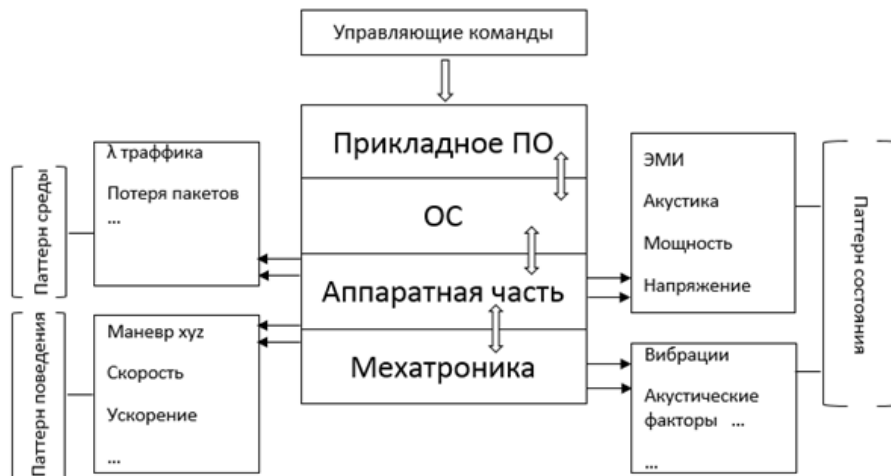 Управляющие команды
Прикладное ПО
ОС
Аппаратная часть
Мехатроника
Паттерн среды
λ траффика
Потеря пакетов
...
Паттерн поведения
Маневр xyz
Скорость
Ускорение
...
ЭМИ
Акустика
Мощность
Напряжение
Вибрации
Акустические
факторы ...
...
Паттерн состояния